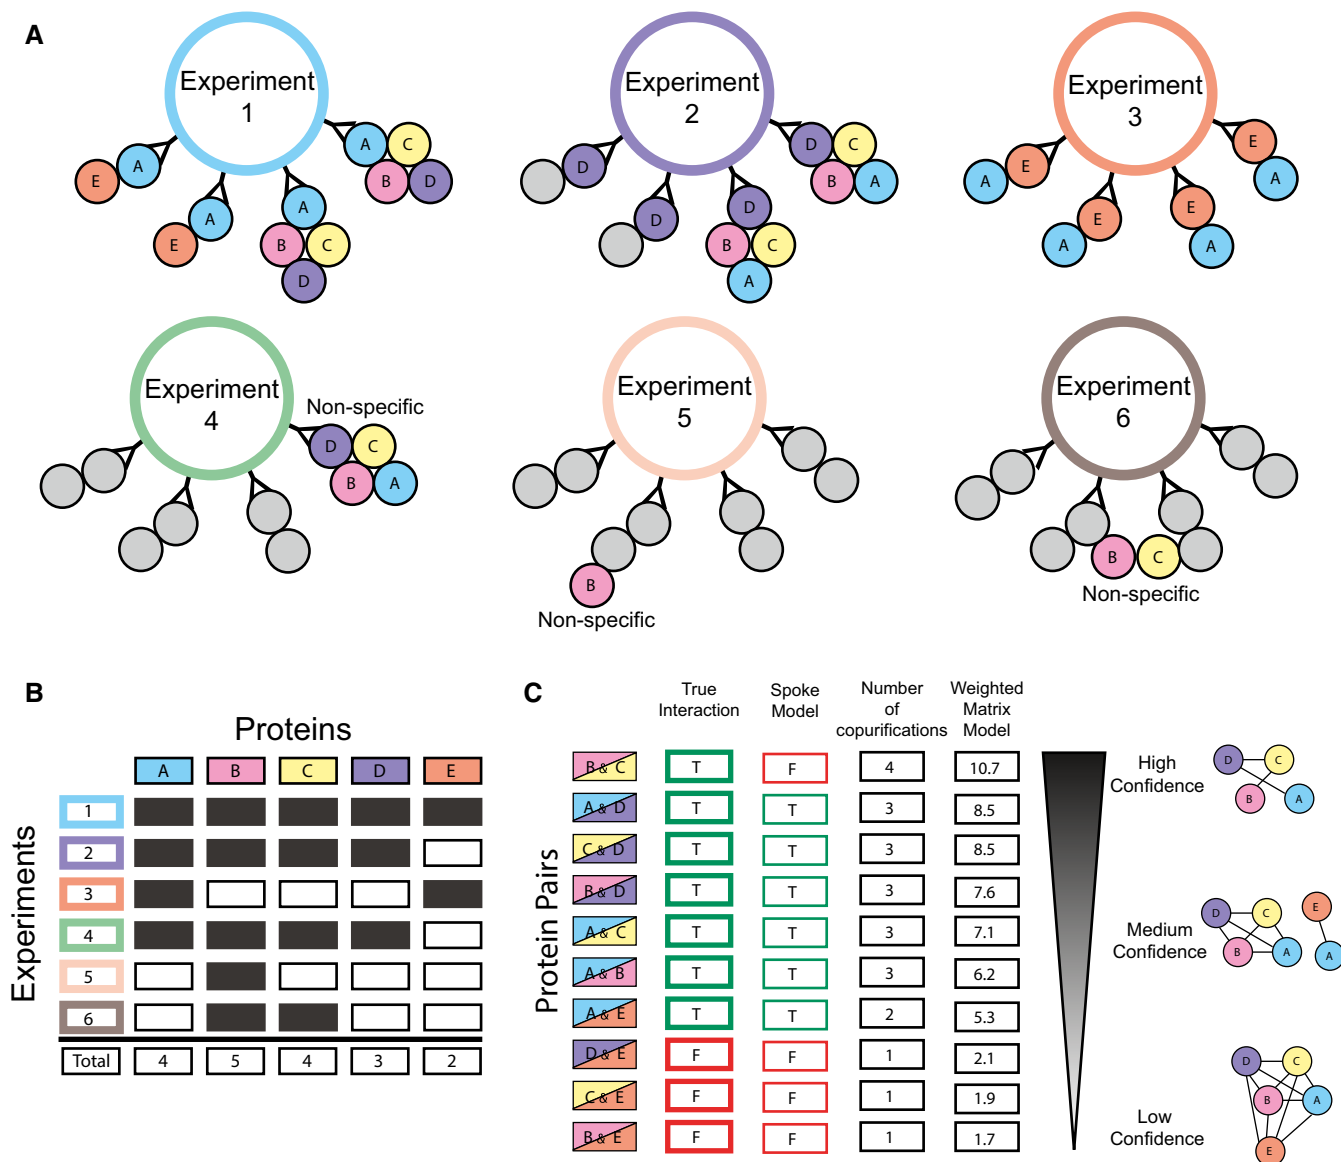 A
Experiment
1
A
E
A
E
A
B
C
D
A
C
B
D
Experiment
2
D
D
D
B
C
A
D
C
B
A
Experiment
3
E
A
E
A
E
A
E
A
Experiment
4
Non-specific
D
C
B
A
Experiment
5
B
Non-specific
Experiment
6
B
C
Non-specific
B
Proteins
A B C D E
Experiments
1
2
3
4
5
6
Total 4 5 4 3 2
C
True
Interaction
Spoke
Model
Number
of
copurifications
Weighted
Matrix
Model
Protein Pairs
B & C T F 4 10.7
A & D T T 3 8.5
C & D T T 3 8.5
B & D T T 3 7.6
A & C T T 3 7.1
A & B T T 3 6.2
A & E T T 2 5.3
D & E F F 1 2.1
C & E F F 1 1.9
B & E F F 1 1.7
High
Confidence
D
C
B
A
Medium
Confidence
D
C
B
A
E
A
Low
Confidence
D
C
B
A
E